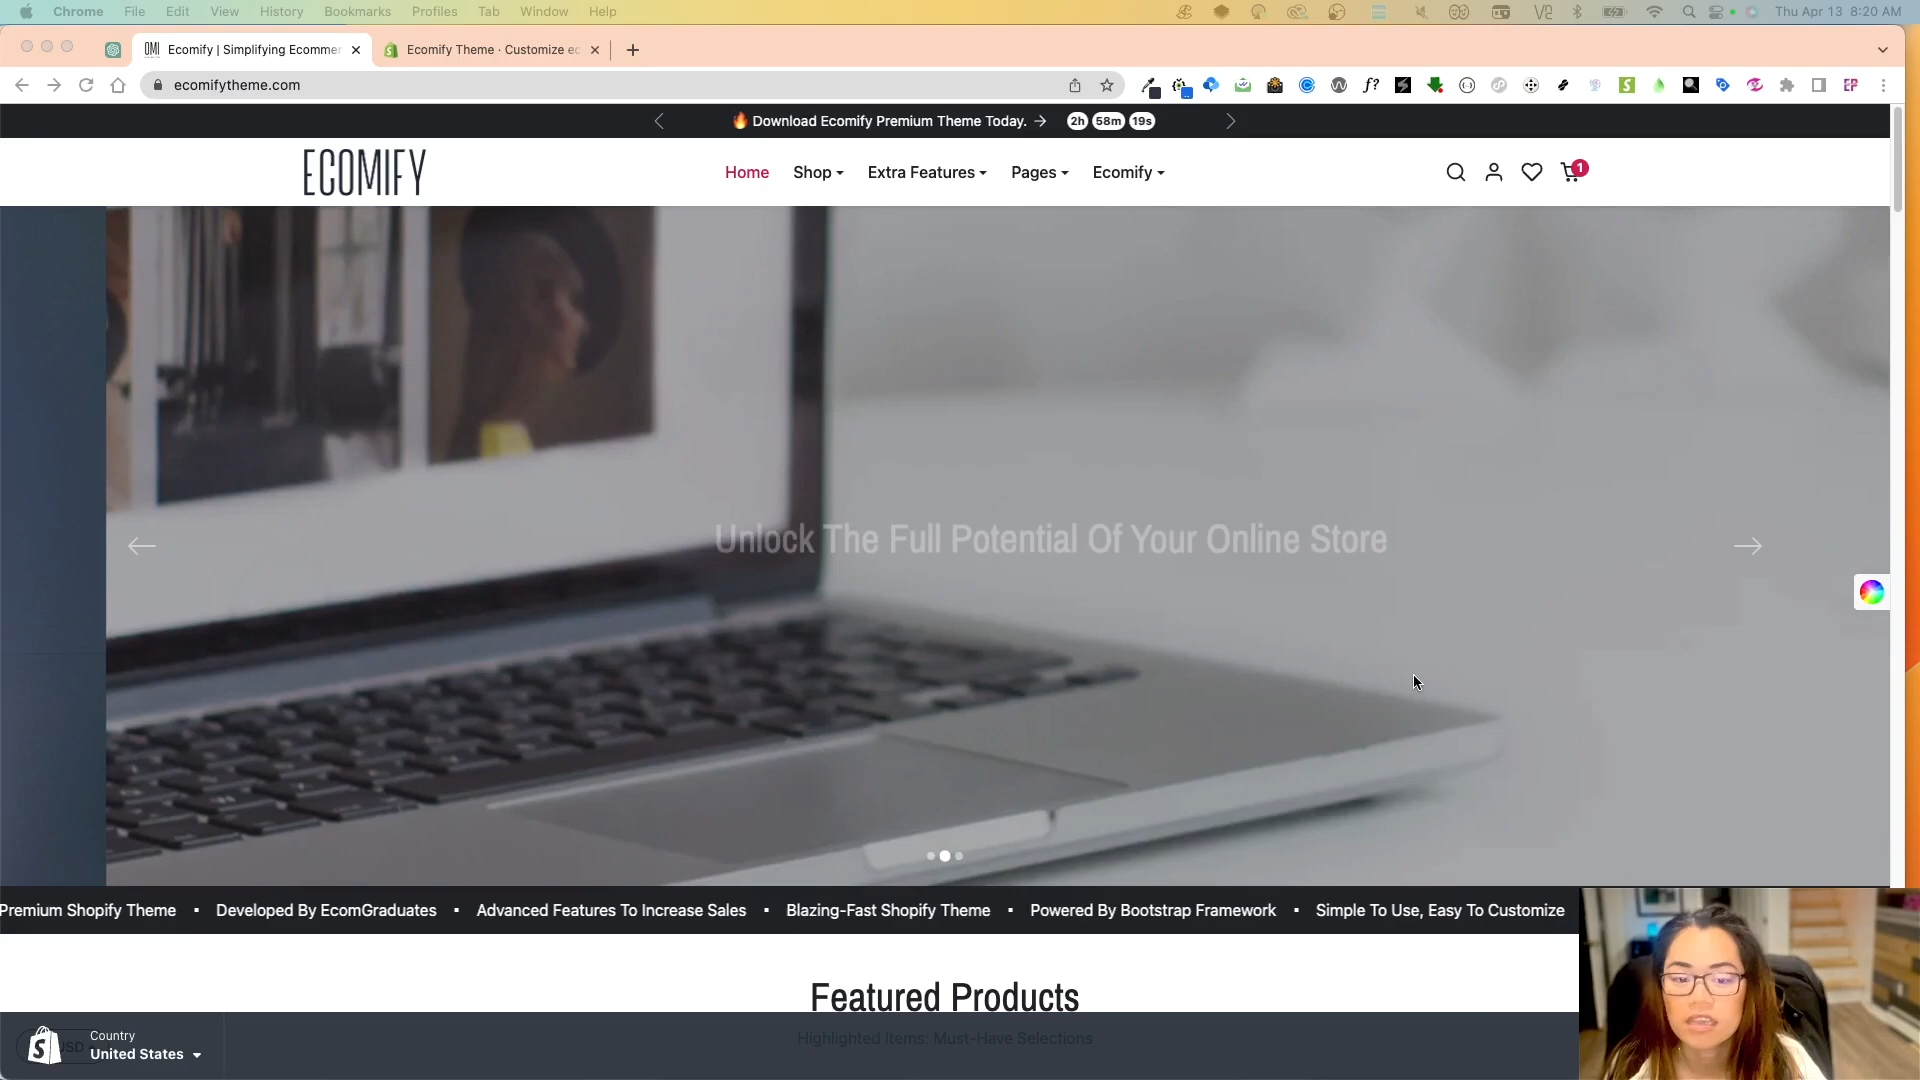 Chrome File Edit View History Bookmarks Profiles Tab Window Help Thu Apr 13 8:20 AM
Ecomify | Simplifying Ecommer Ecomify Theme · Customize ec
ecomifytheme.com
🔥 Download Ecomify Premium Theme Today. → 2h 58m 19s
ECOMIFY Home Shop Extra Features Pages Ecomify 1
Unlock The Full Potential Of Your Online Store
Premium Shopify Theme • Developed By EcomGraduates • Advanced Features To Increase Sales • Blazing-Fast Shopify Theme • Powered By Bootstrap Framework • Simple To Use, Easy To Customize
Featured Products
Highlighted Items: Must-Have Selections
Country
United States